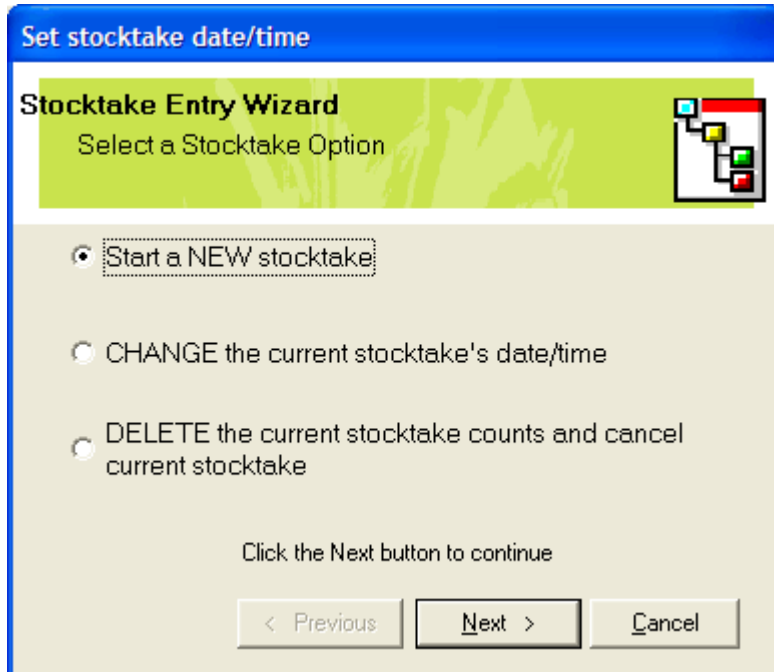 Set stocktake date/time
Stocktake Entry Wizard
Select a Stocktake Option
Start a NEW stocktake
CHANGE the current stocktake's date/time
DELETE the current stocktake counts and cancel
current stocktake
Click the Next button to continue
< Previous
Next >
Cancel